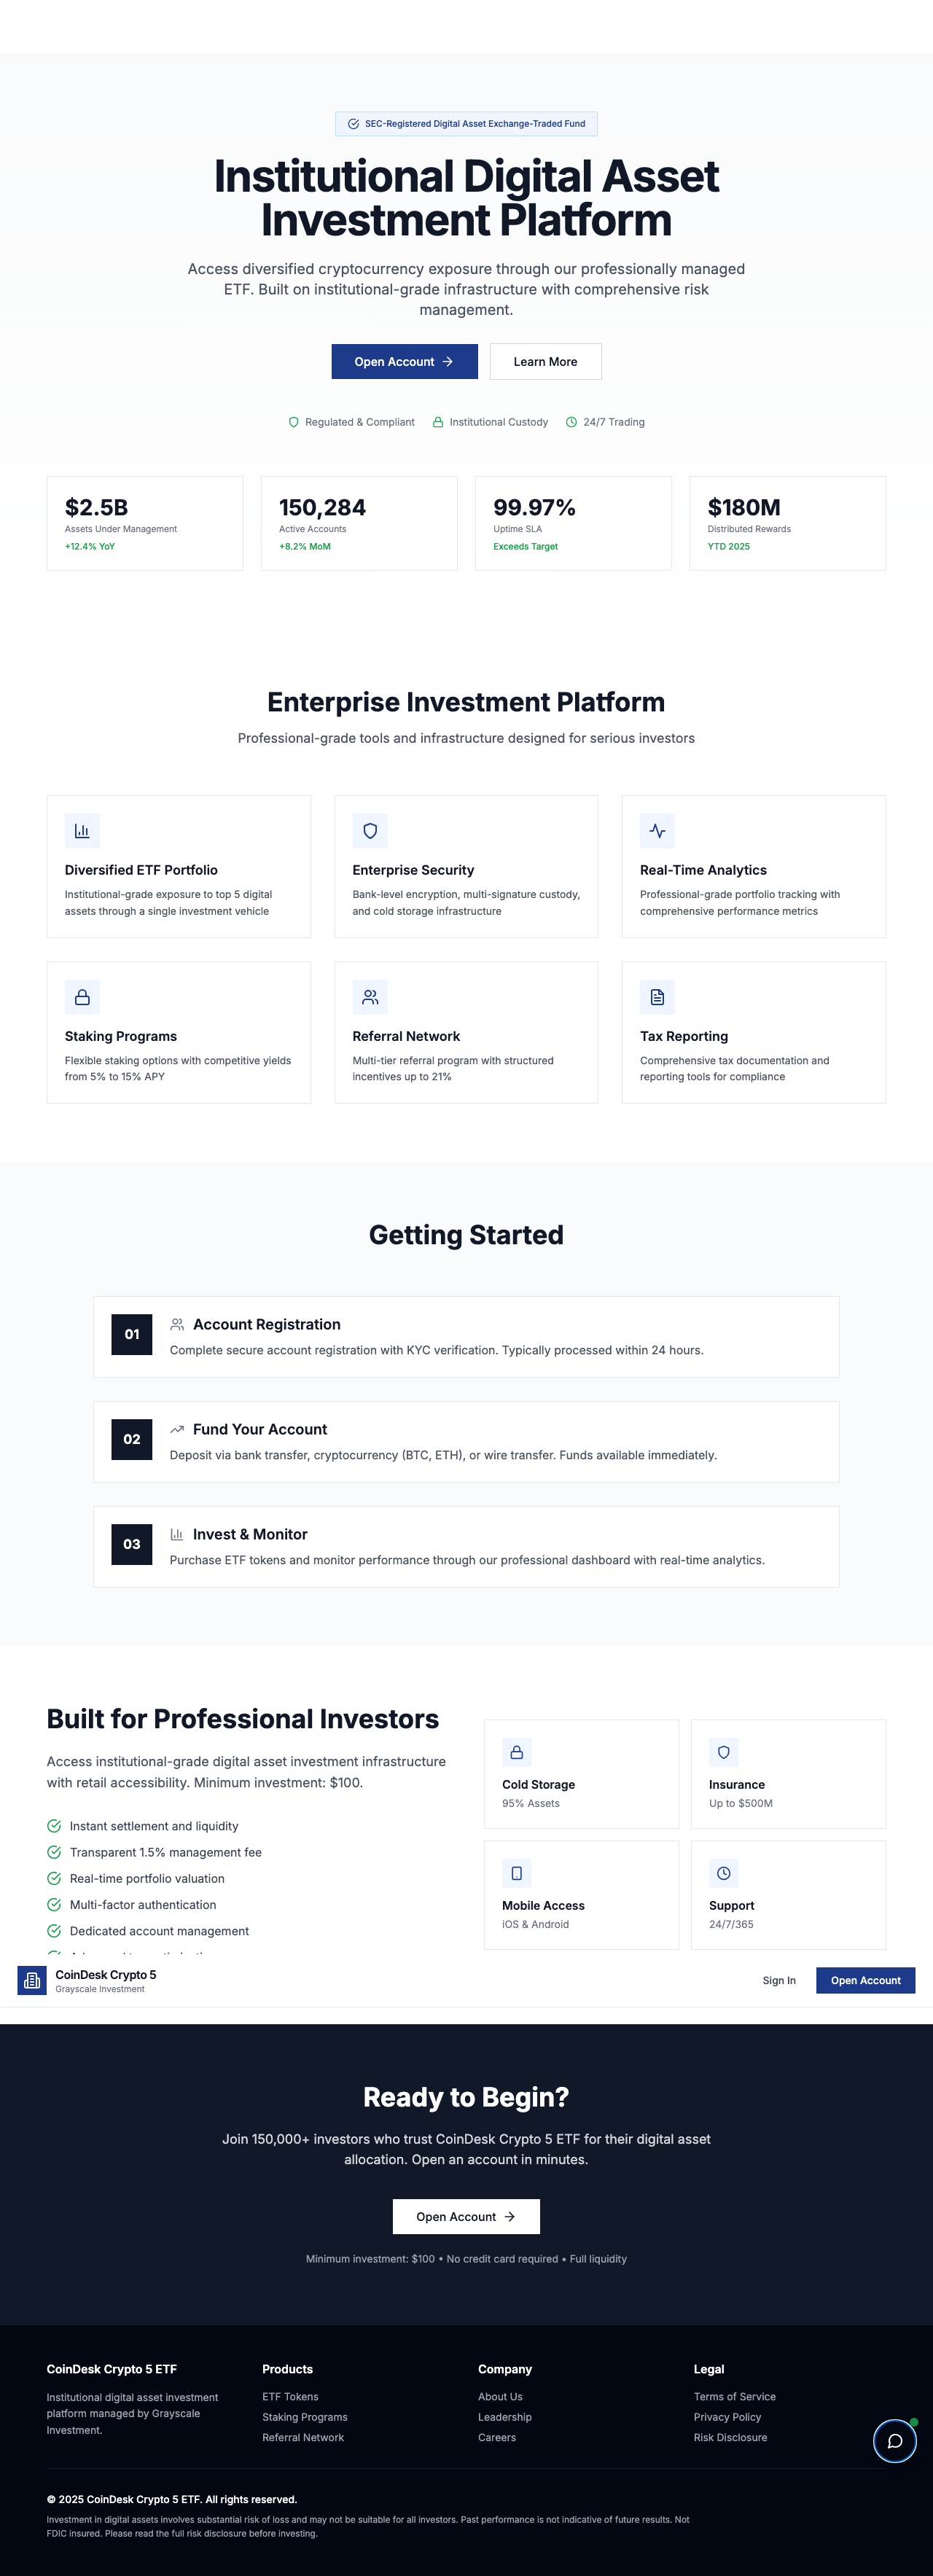 SEC-Registered Digital Asset Exchange-Traded Fund
Institutional Digital Asset
Investment Platform
Access diversified cryptocurrency exposure through our professionally managed
ETF. Built on institutional-grade infrastructure with comprehensive risk
management.
Open Account
Learn More
Regulated & Compliant
Institutional Custody
24/7 Trading
$2.5B
Assets Under Management
+12.4% YoY
150,284
Active Accounts
+8.2% MoM
99.97%
Uptime SLA
Exceeds Target
$180M
Distributed Rewards
YTD 2025
Enterprise Investment Platform
Professional-grade tools and infrastructure designed for serious investors
Diversified ETF Portfolio
Institutional-grade exposure to top 5 digital
assets through a single investment vehicle
Enterprise Security
Bank-level encryption, multi-signature custody,
and cold storage infrastructure
Real-Time Analytics
Professional-grade portfolio tracking with
comprehensive performance metrics
Staking Programs
Flexible staking options with competitive yields
from 5% to 15% APY
Referral Network
Multi-tier referral program with structured
incentives up to 21%
Tax Reporting
Comprehensive tax documentation and
reporting tools for compliance
Getting Started
01
Account Registration
Complete secure account registration with KYC verification. Typically processed within 24 hours.
02
Fund Your Account
Deposit via bank transfer, cryptocurrency (BTC, ETH), or wire transfer. Funds available immediately.
03
Invest & Monitor
Purchase ETF tokens and monitor performance through our professional dashboard with real-time analytics.
Built for Professional Investors
Access institutional-grade digital asset investment infrastructure
with retail accessibility. Minimum investment: $100.
Instant settlement and liquidity
Transparent 1.5% management fee
Real-time portfolio valuation
Multi-factor authentication
Dedicated account management
Cold Storage
95% Assets
Insurance
Up to $500M
Mobile Access
iOS & Android
Support
24/7/365
CoinDesk Crypto 5
Grayscale Investment
Sign In
Open Account
Ready to Begin?
Join 150,000+ investors who trust CoinDesk Crypto 5 ETF for their digital asset
allocation. Open an account in minutes.
Open Account
Minimum investment: $100 • No credit card required • Full liquidity
CoinDesk Crypto 5 ETF
Institutional digital asset investment
platform managed by Grayscale
Investment.
Products
ETF Tokens
Staking Programs
Referral Network
Company
About Us
Leadership
Careers
Legal
Terms of Service
Privacy Policy
Risk Disclosure
© 2025 CoinDesk Crypto 5 ETF. All rights reserved.
Investment in digital assets involves substantial risk of loss and may not be suitable for all investors. Past performance is not indicative of future results. Not
FDIC insured. Please read the full risk disclosure before investing.